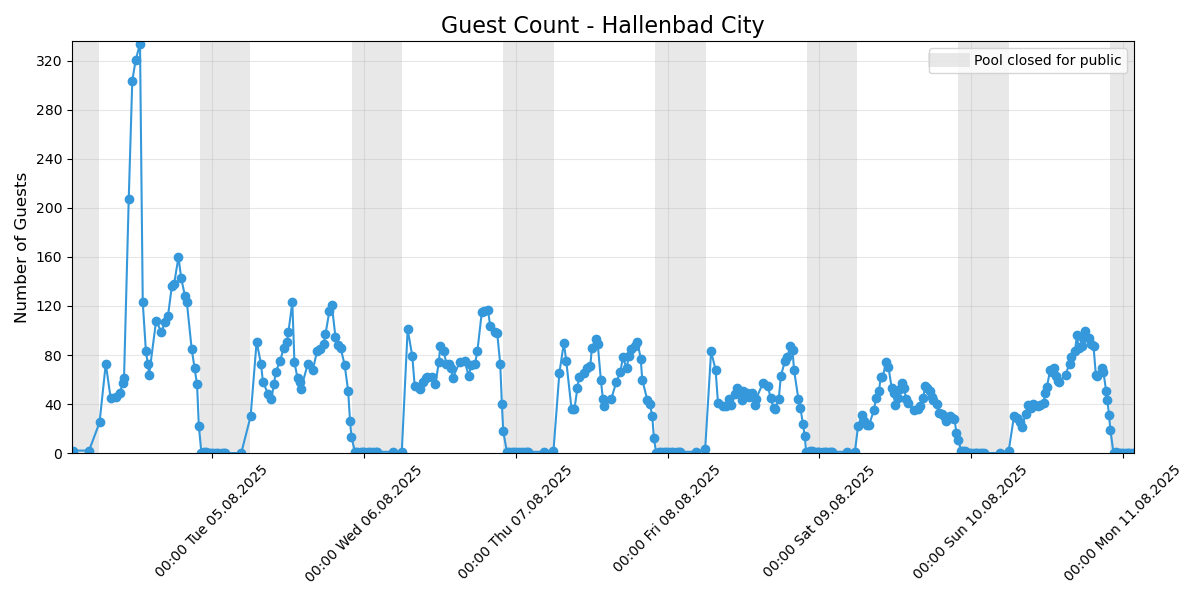 Guest Count - Hallenbad City
Pool closed for public
Number of Guests
320
280
240
200
160
120
80
40
0
00:00 Tue 05.08.2025
00:00 Wed 06.08.2025
00:00 Thu 07.08.2025
00:00 Fri 08.08.2025
00:00 Sat 09.08.2025
00:00 Sun 10.08.2025
00:00 Mon 11.08.2025